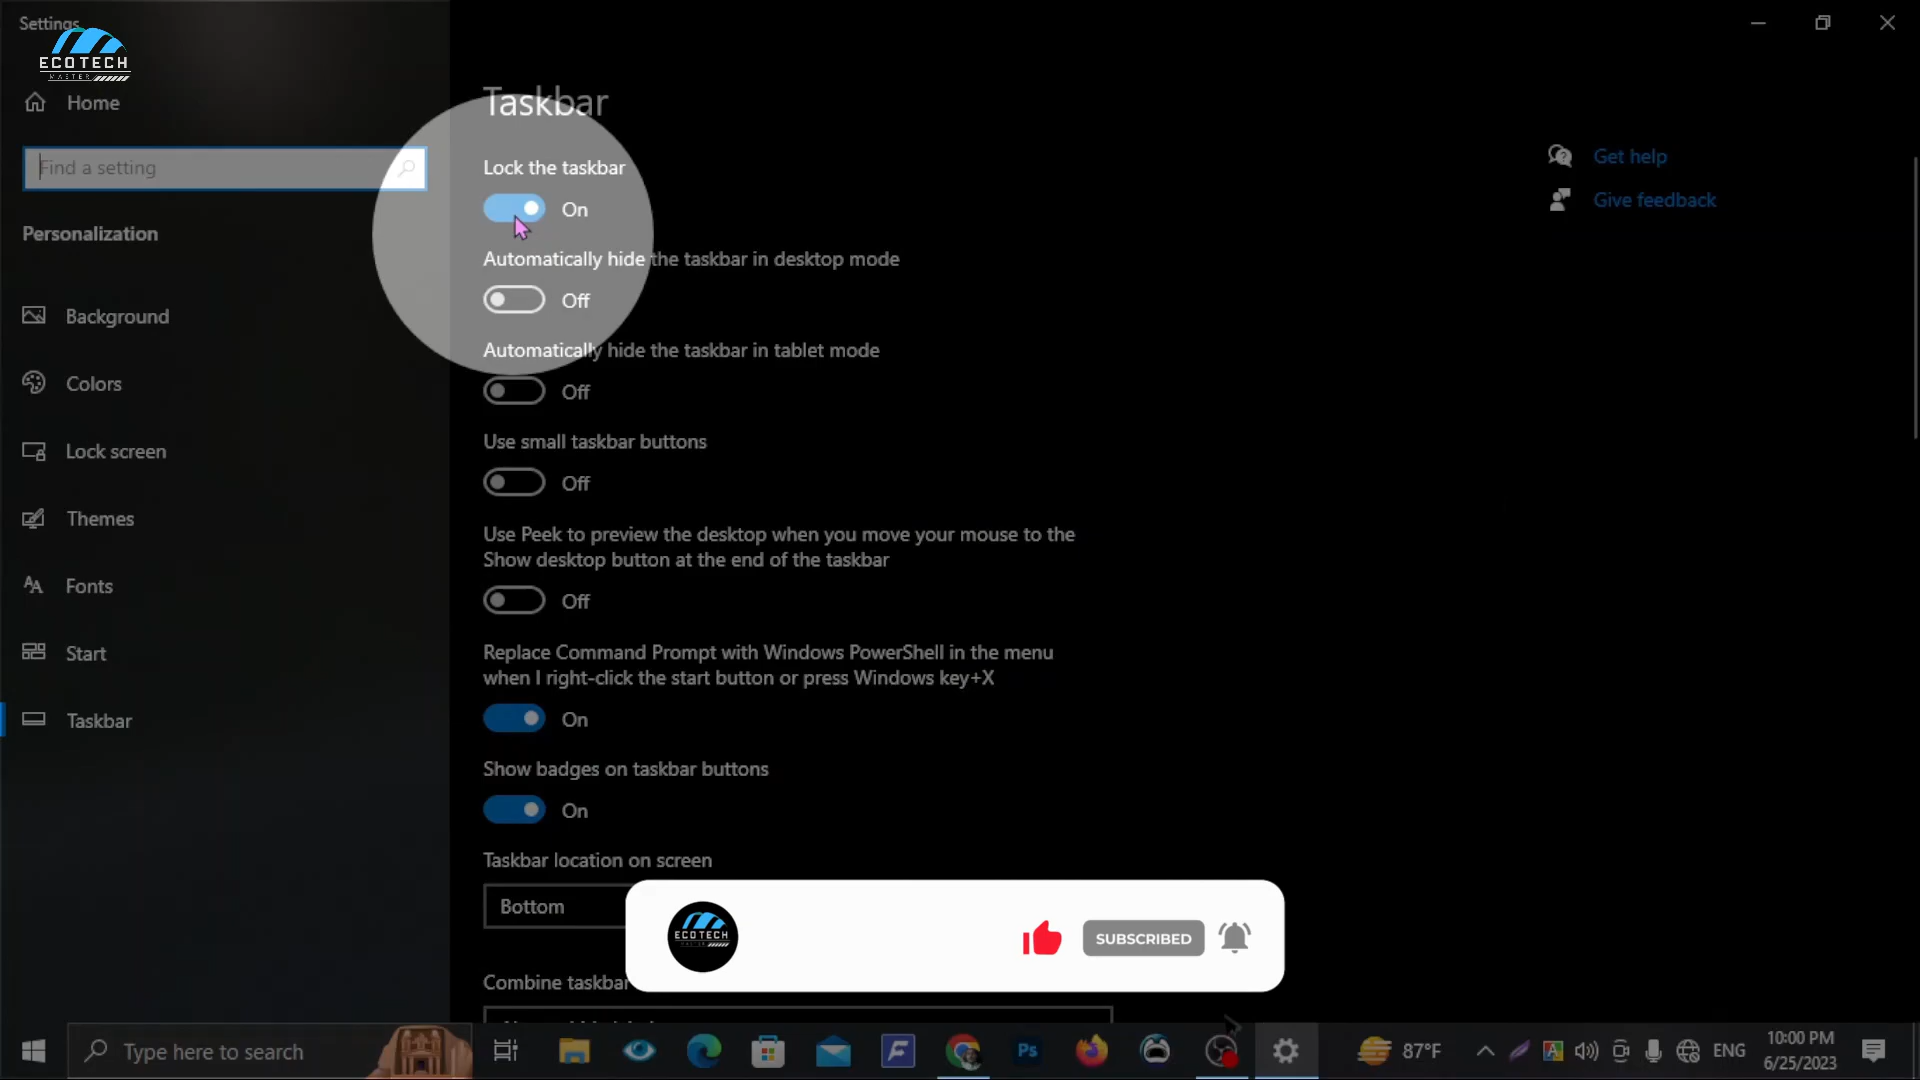 Settings
ECOTECH
MASTER
Home
Find a setting
Personalization
Background
Colors
Lock screen
Themes
Fonts
Start
Taskbar
Taskbar
Lock the taskbar
On
Automatically hide the taskbar in desktop mode
Off
Automatically hide the taskbar in tablet mode
Off
Use small taskbar buttons
Off
Use Peek to preview the desktop when you move your mouse to the
Show desktop button at the end of the taskbar
Off
Replace Command Prompt with Windows PowerShell in the menu
when I right-click the start button or press Windows key+X
On
Show badges on taskbar buttons
On
Taskbar location on screen
Bottom
Combine taskbar
Get help
Give feedback
ECOTECH
SUBSCRIBED
Type here to search
F
Ps
87°F
A
ENG
10:00 PM
6/25/2023